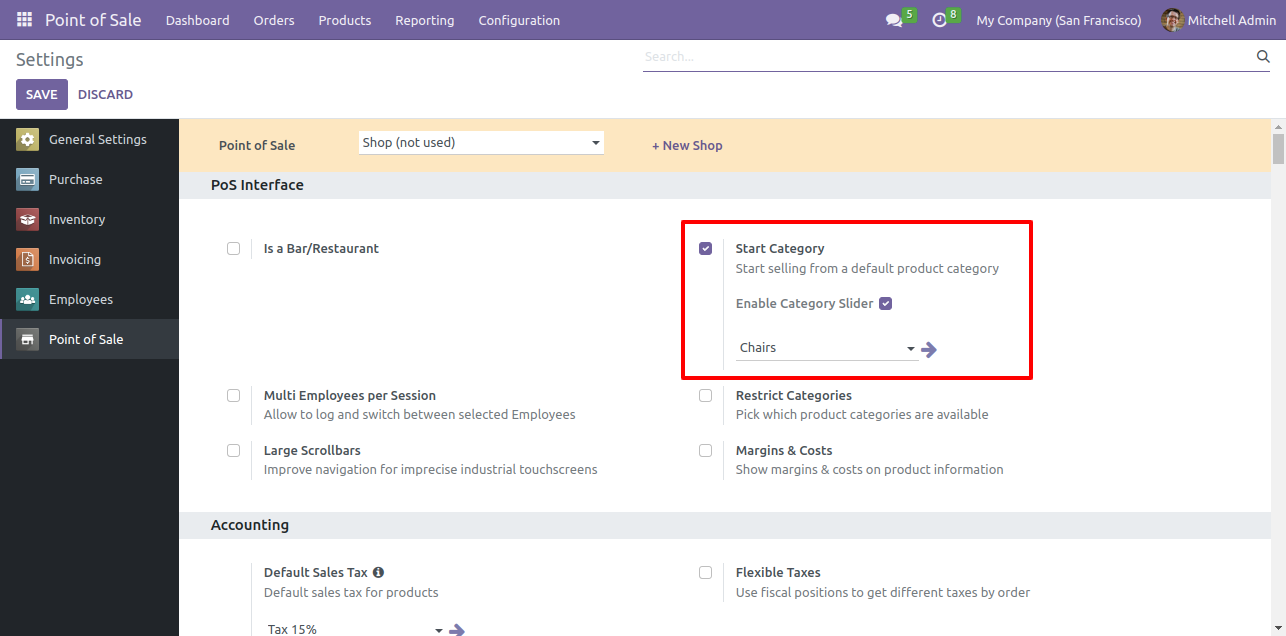 Point of Sale Dashboard Orders Products Reporting Configuration 5 8 My Company (San Francisco) Mitchell Admin
Settings
Search...
SAVE DISCARD
General Settings
Purchase
Inventory
Invoicing
Employees
Point of Sale
Point of Sale Shop (not used) + New Shop
PoS Interface
Is a Bar/Restaurant
Start Category
Start selling from a default product category
Enable Category Slider
Chairs
Multi Employees per Session
Allow to log and switch between selected Employees
Restrict Categories
Pick which product categories are available
Large Scrollbars
Improve navigation for imprecise industrial touchscreens
Margins & Costs
Show margins & costs on product information
Accounting
Default Sales Tax
Default sales tax for products
Tax 15%
Flexible Taxes
Use fiscal positions to get different taxes by order